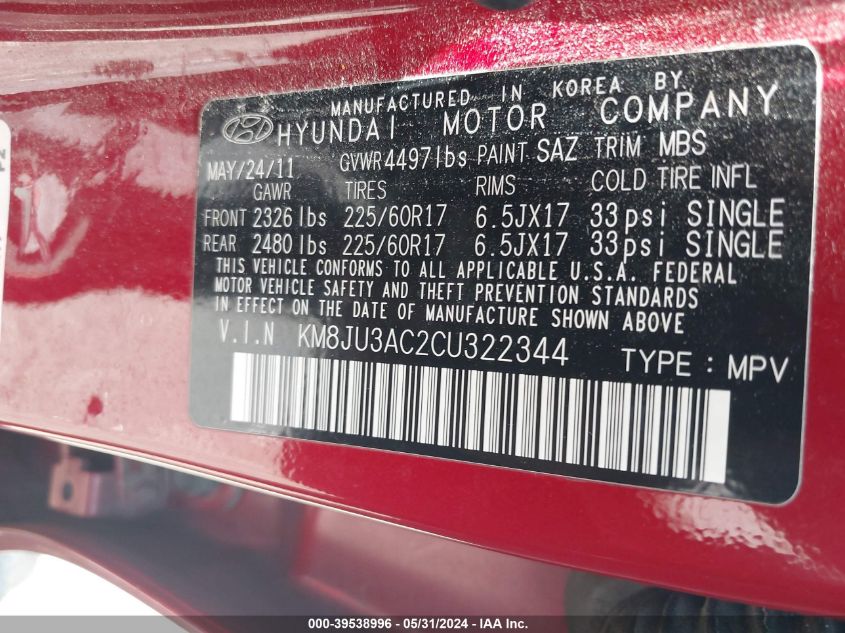 MANUFACTURED IN KOREA BY
HYUNDAI MOTOR COMPANY
MAY/24/11 GVWR 4497lbs PAINT SAZ TRIM MBS
GAWR TIRES RIMS COLD TIRE INFL
FRONT 2326 lbs 225/60R17 6.5JX17 33psi SINGLE
REAR 2480 lbs 225/60R17 6.5JX17 33psi SINGLE
THIS VEHICLE CONFORMS TO ALL APPLICABLE U.S.A. FEDERAL
MOTOR VEHICLE SAFETY AND THEFT PREVENTION STANDARDS
IN EFFECT ON THE DATE OF MANUFACTURE SHOWN ABOVE
V.I.N KM8JU3AC2CU322344 TYPE : MPV
000-39538996 - 05/31/2024 - IAA Inc.